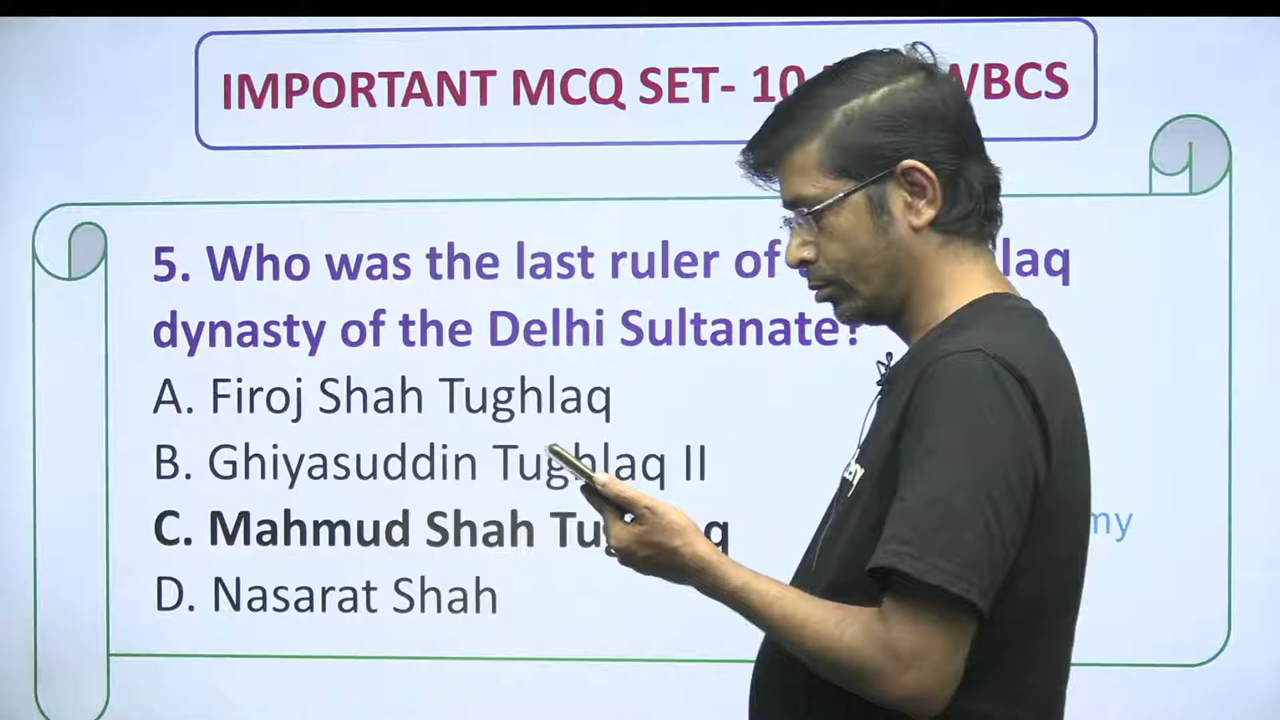 IMPORTANT MCQ SET- 10 WBCS
5. Who was the last ruler of laq
dynasty of the Delhi Sultanate?
A. Firoj Shah Tughlaq
B. Ghiyasuddin Tughlaq II
C. Mahmud Shah
my
D. Nasarat Shah